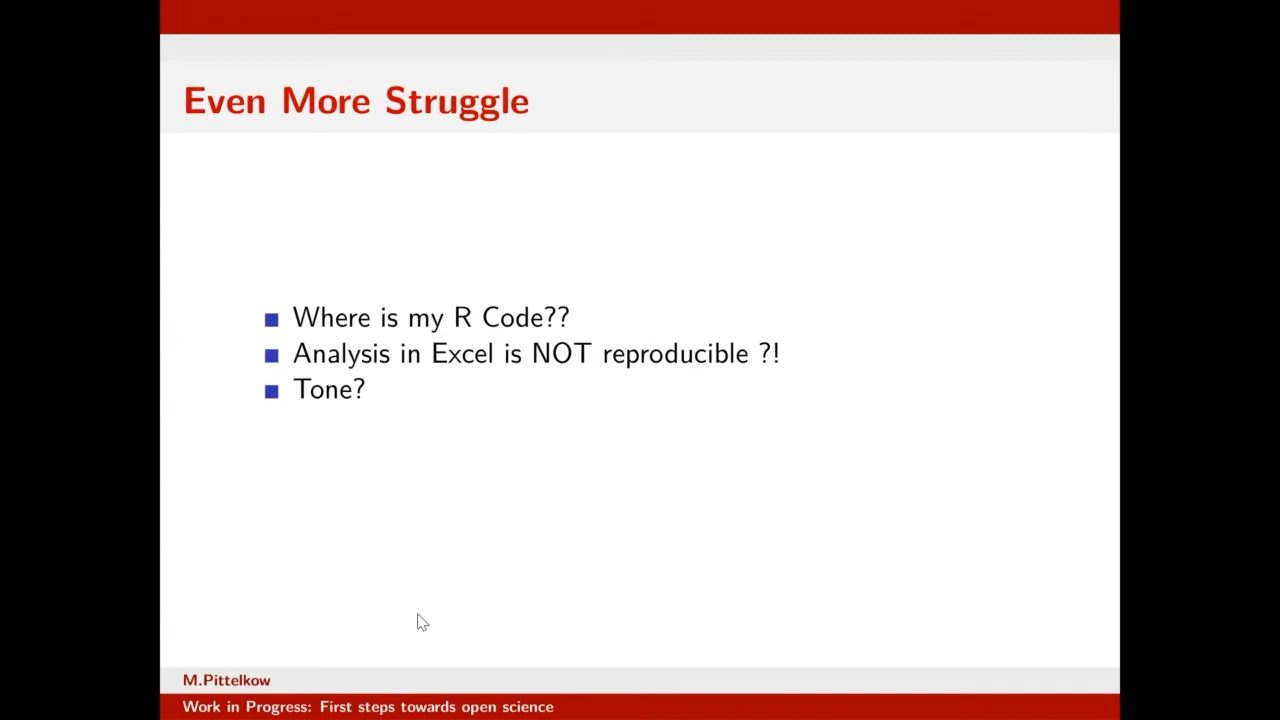 Even More Struggle
Where is my R Code??
Analysis in Excel is NOT reproducible ?!
Tone?
M.Pittelkow
Work in Progress: First steps towards open science